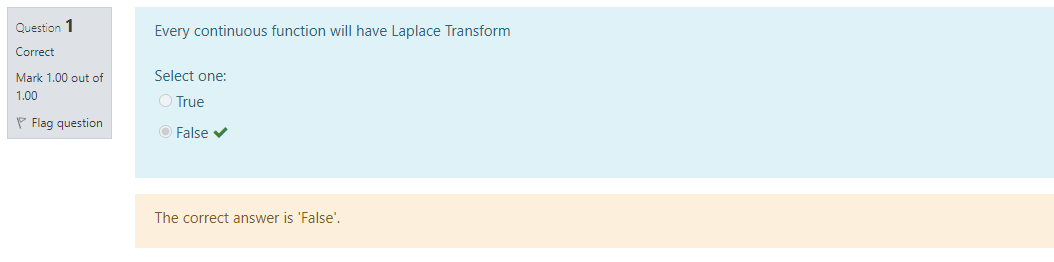 Question 1
Correct
Mark 1.00 out of
1.00
Flag question
Every continuous function will have Laplace Transform
Select one:
True
False
The correct answer is 'False'.